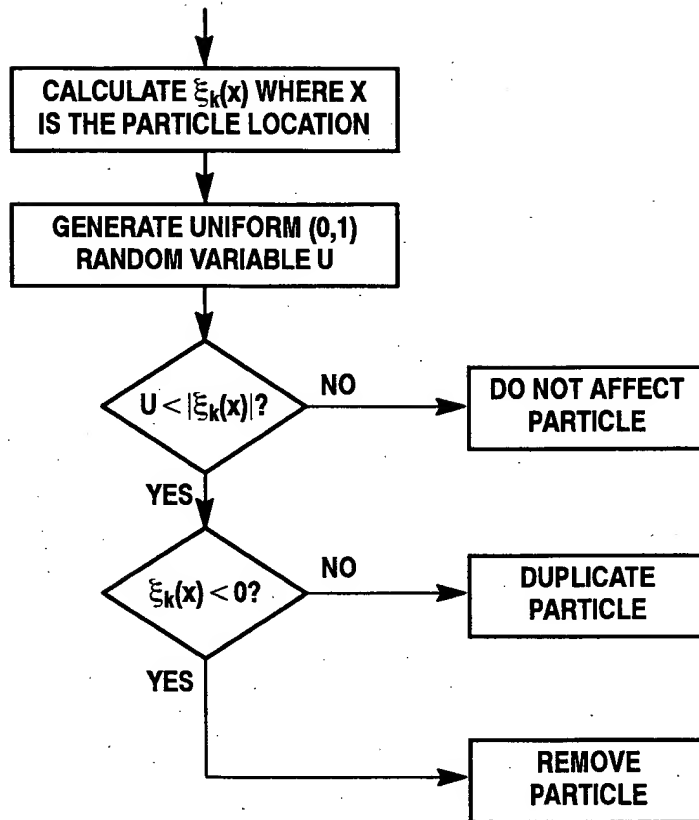 CALCULATE ξk(x) WHERE X
IS THE PARTICLE LOCATION
GENERATE UNIFORM (0,1)
RANDOM VARIABLE U
U < |ξk(x)|?
NO
DO NOT AFFECT
PARTICLE
YES
ξk(x) < 0?
NO
DUPLICATE
PARTICLE
YES
REMOVE
PARTICLE